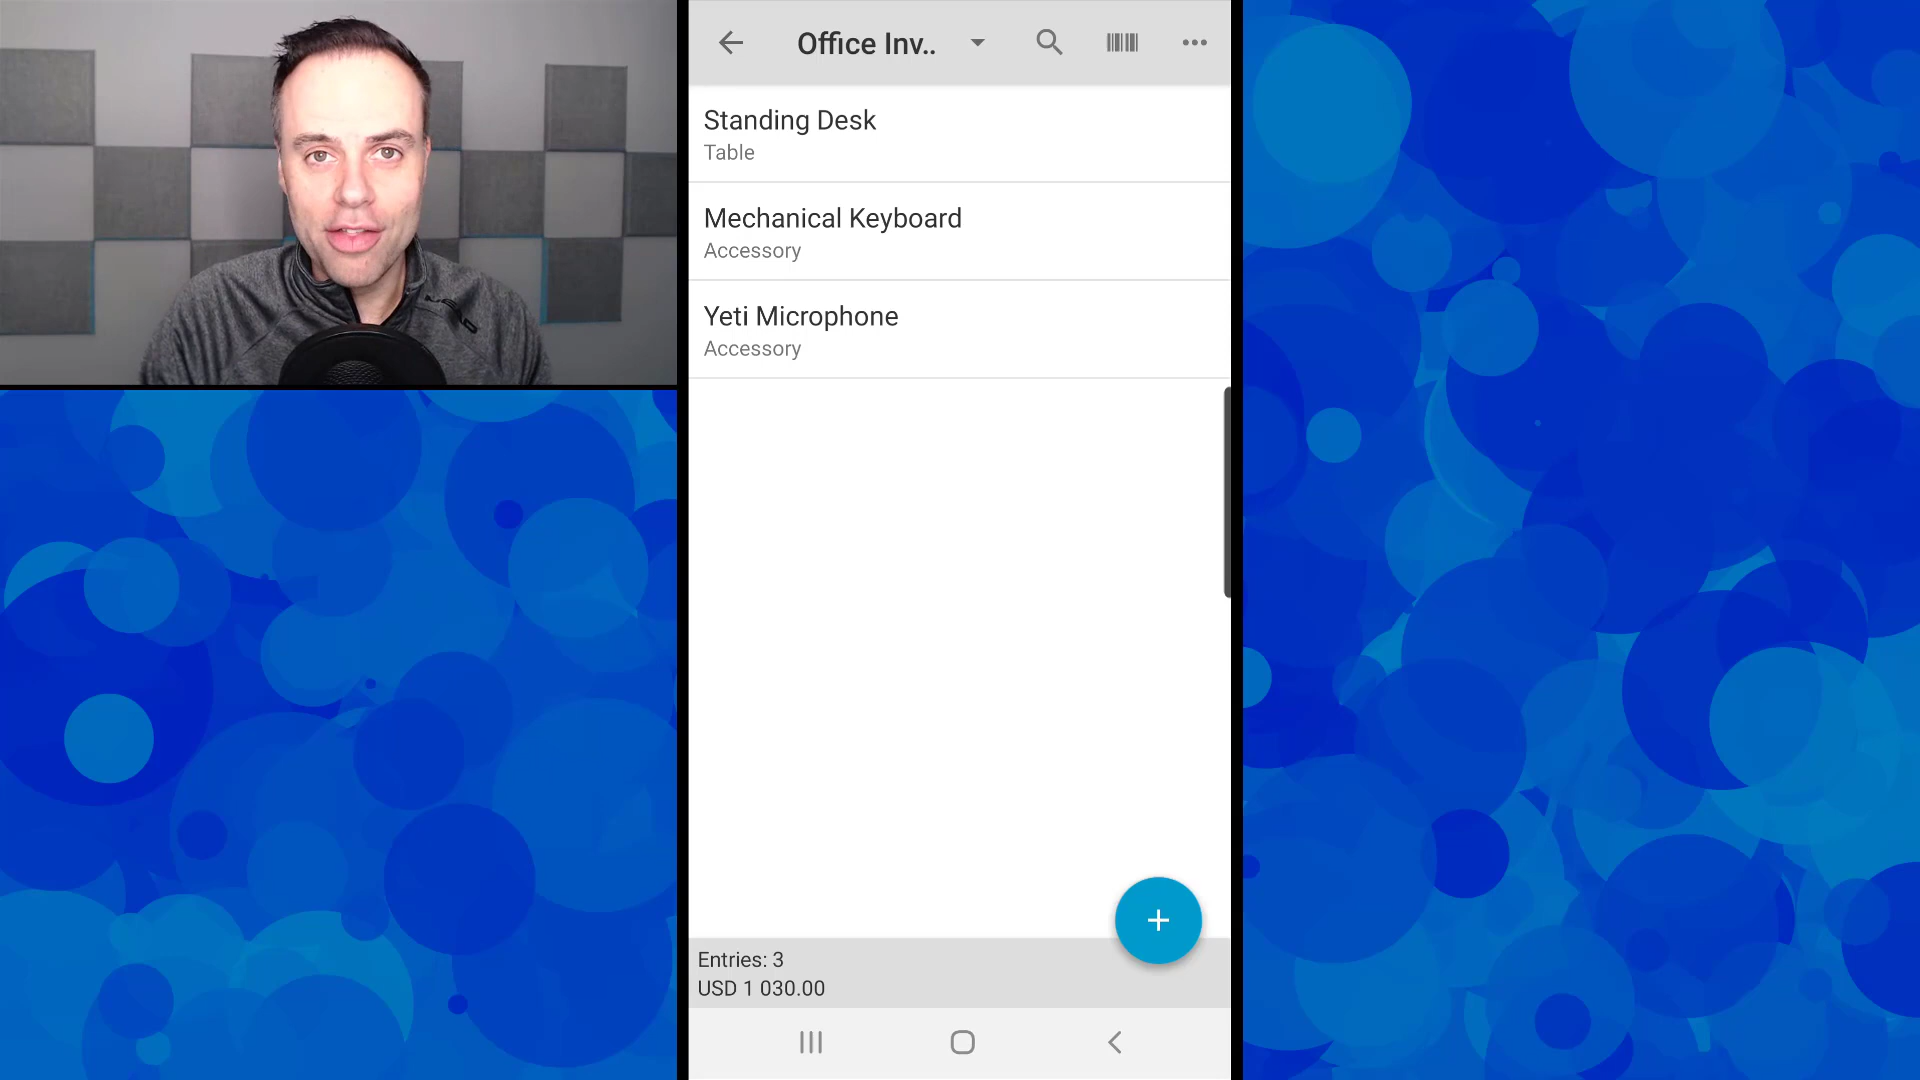 Office Inv..
Standing Desk
Table
Mechanical Keyboard
Accessory
Yeti Microphone
Accessory
Entries: 3
USD 1 030.00